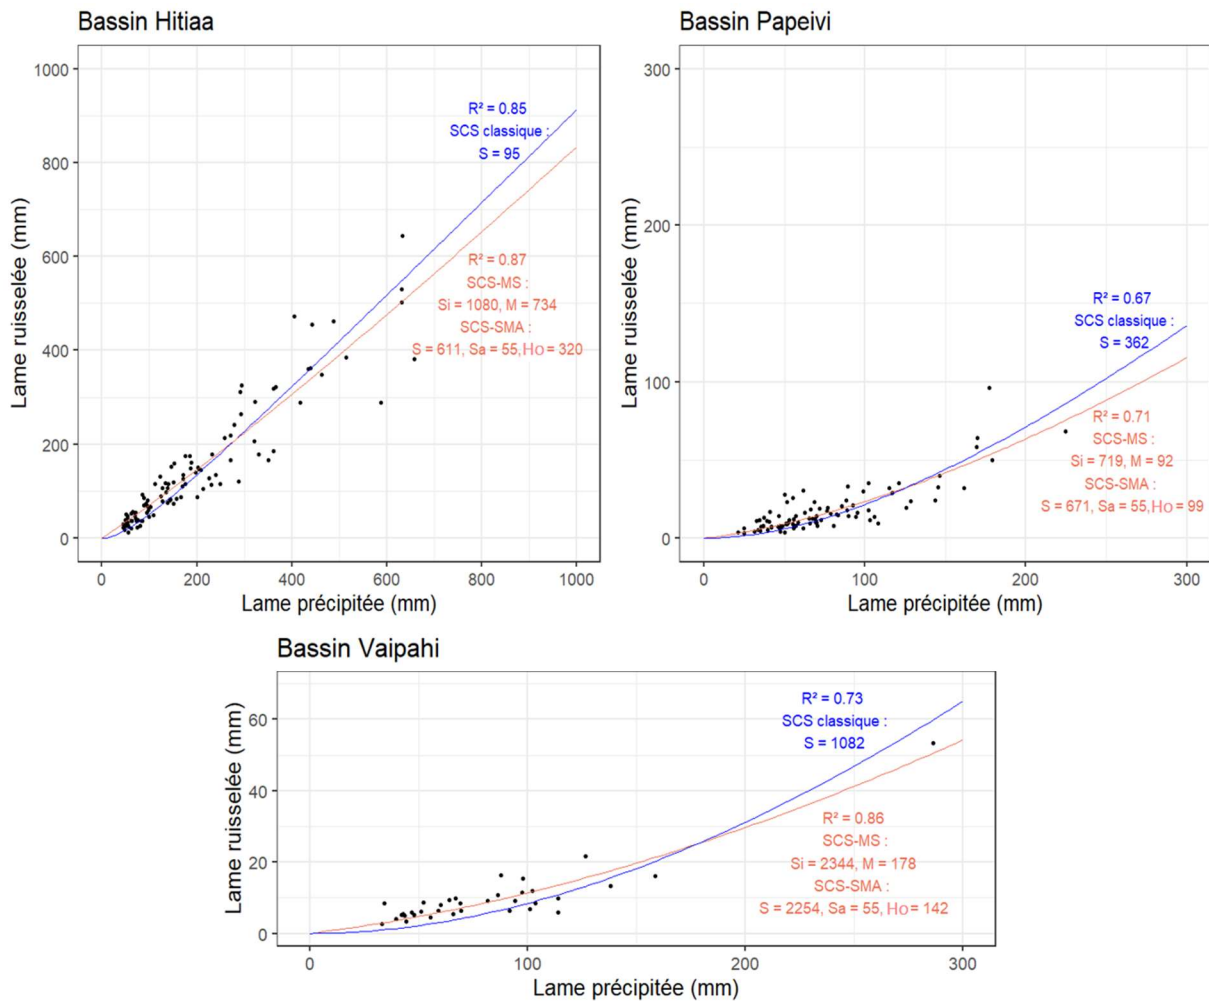 Bassin Hitiaa
1000
800
600
400
200
0
Lame ruisselée (mm)
R² = 0.85
SCS classique :
S = 95
R² = 0.87
SCS-MS :
Si = 1080, M = 734
SCS-SMA :
S = 611, Sa = 55,Ho = 320
0 200 400 600 800 1000
Lame précipitée (mm)
Bassin Papeivi
300
200
100
0
Lame ruisselée (mm)
R² = 0.67
SCS classique :
S = 362
R² = 0.71
SCS-MS :
Si = 719, M = 92
SCS-SMA :
S = 671, Sa = 55,Ho = 99
0 100 200 300
Lame précipitée (mm)
Bassin Vaipahi
60
40
20
0
Lame ruisselée (mm)
R² = 0.73
SCS classique :
S = 1082
R² = 0.86
SCS-MS :
Si = 2344, M = 178
SCS-SMA :
S = 2254, Sa = 55, Ho = 142
0 100 200 300
Lame précipitée (mm)